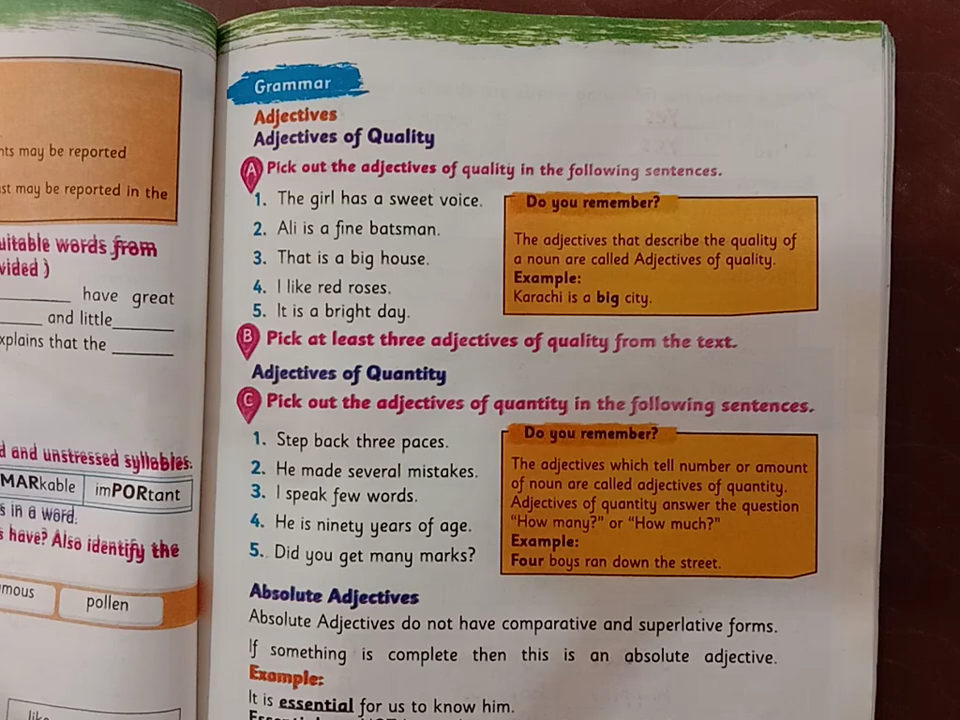 nts may be reported
st may be reported in the
uitable words from
vided )
have great
and little
xplains that the
d and unstressed syllables.
MARkable imPORtant
s in a word.
s have? Also identify the
mous pollen
like
Grammar
Adjectives
Adjectives of Quality
A Pick out the adjectives of quality in the following sentences.
1. The girl has a sweet voice.
2. Ali is a fine batsman.
3. That is a big house.
4. I like red roses.
5. It is a bright day.
Do you remember?
The adjectives that describe the quality of
a noun are called Adjectives of quality.
Example:
Karachi is a big city.
B Pick at least three adjectives of quality from the text.
Adjectives of Quantity
C Pick out the adjectives of quantity in the following sentences.
1. Step back three paces.
2. He made several mistakes.
3. I speak few words.
4. He is ninety years of age.
5. Did you get many marks?
Do you remember?
The adjectives which tell number or amount
of noun are called adjectives of quantity.
Adjectives of quantity answer the question
"How many?" or "How much?"
Example:
Four boys ran down the street.
Absolute Adjectives
Absolute Adjectives do not have comparative and superlative forms.
If something is complete then this is an absolute adjective.
Example:
It is essential for us to know him.